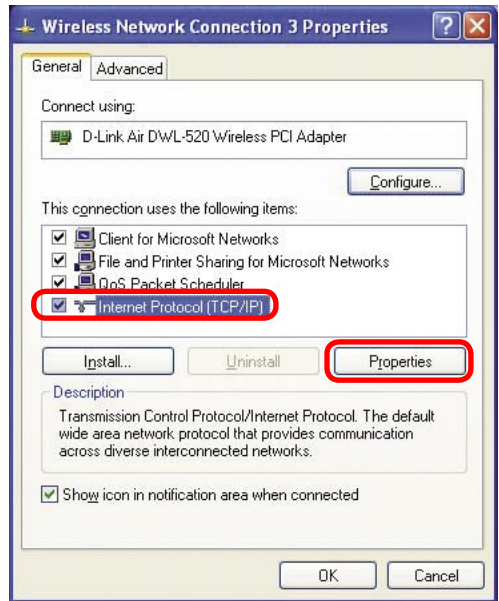 Wireless Network Connection 3 Properties
General Advanced
Connect using:
D-Link Air DWL-520 Wireless PCI Adapter
Configure...
This connection uses the following items:
Client for Microsoft Networks
File and Printer Sharing for Microsoft Networks
QoS Packet Scheduler
Internet Protocol (TCP/IP)
Install... Uninstall Properties
Description
Transmission Control Protocol/Internet Protocol. The default
wide area network protocol that provides communication
across diverse interconnected networks.
Show icon in notification area when connected
OK Cancel